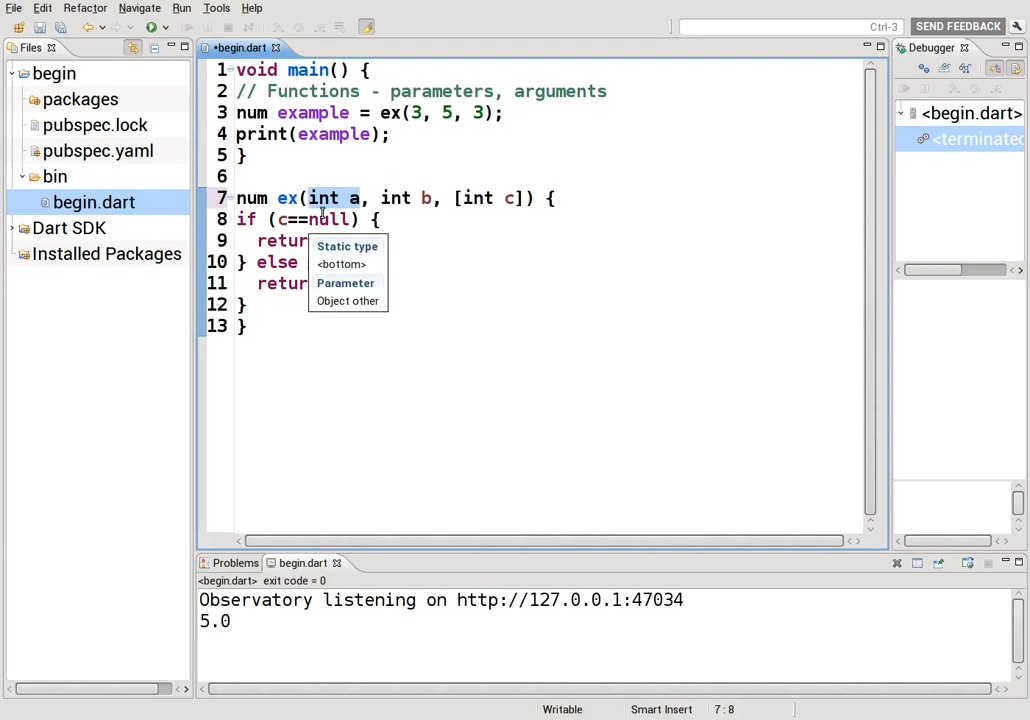 File Edit Refactor Navigate Run Tools Help
Ctrl-3 SEND FEEDBACK
Files
*begin.dart
Debugger
begin
packages
pubspec.lock
pubspec.yaml
bin
begin.dart
Dart SDK
Installed Packages
1 void main() {
2 // Functions - parameters, arguments
3 num example = ex(3, 5, 3);
4 print(example);
5 }
6
7 num ex(int a, int b, [int c]) {
8 if (c==null) {
9 retur
10 } else
11 retur
12 }
13 }
Static type
<bottom>
Parameter
Object other
<begin.dart>
<terminated
Problems begin.dart
<begin.dart> exit code = 0
Observatory listening on http://127.0.0.1:47034
5.0
Writable Smart Insert 7 : 8